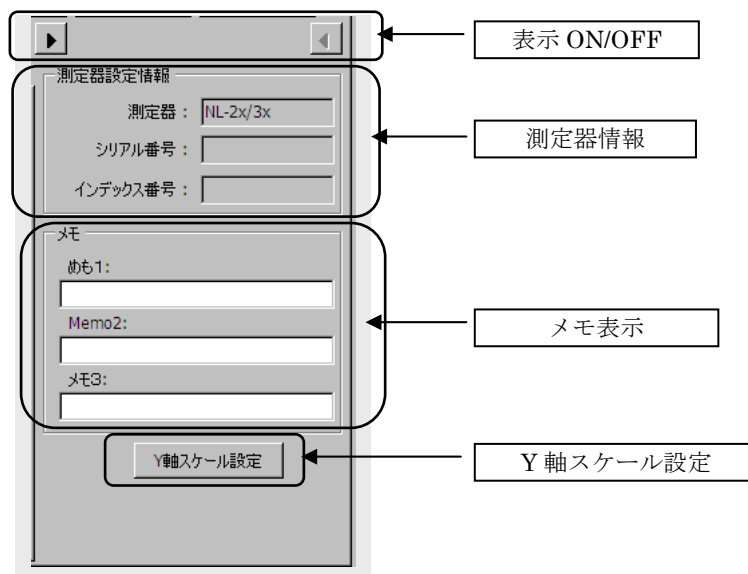 表示 ON/OFF
測定器設定情報
測定器: NL-2x/3x
シリアル番号:
インデックス番号:
測定器情報
メモ
めも1:
Memo2:
メモ3:
メモ表示
Y軸スケール設定
Y 軸スケール設定